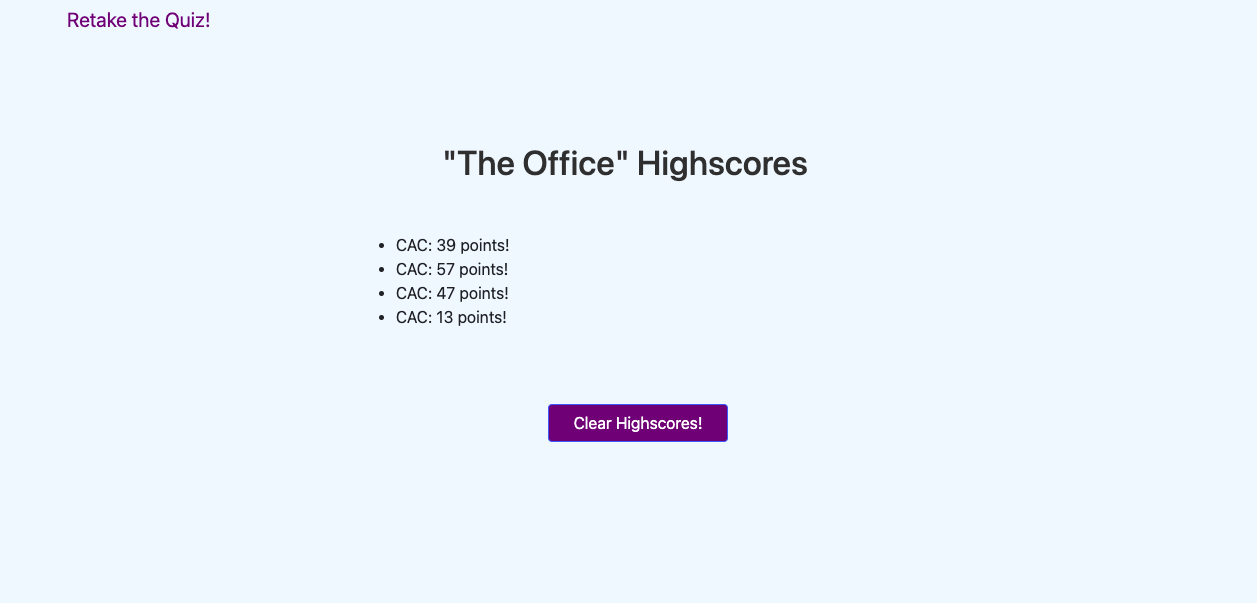 Retake the Quiz!
"The Office" Highscores
• CAC: 39 points!
• CAC: 57 points!
• CAC: 47 points!
• CAC: 13 points!
Clear Highscores!